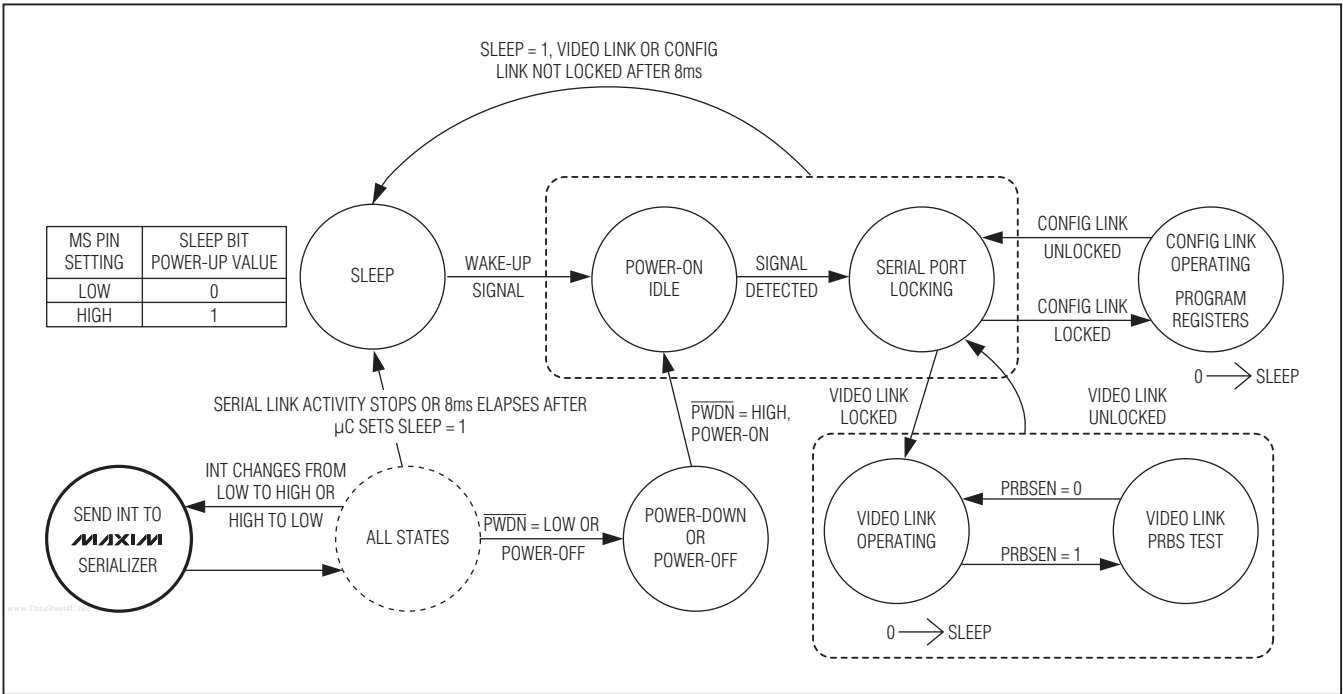 SLEEP = 1, VIDEO LINK OR CONFIG
LINK NOT LOCKED AFTER 8ms
MS PIN SETTING
SLEEP BIT POWER-UP VALUE
LOW 0
HIGH 1
SLEEP
WAKE-UP
SIGNAL
POWER-ON
IDLE
SIGNAL
DETECTED
SERIAL PORT
LOCKING
CONFIG LINK
UNLOCKED
CONFIG LINK
LOCKED
CONFIG LINK
OPERATING
PROGRAM
REGISTERS
0 → SLEEP
SERIAL LINK ACTIVITY STOPS OR 8ms ELAPSES AFTER
µC SETS SLEEP = 1
PWDN = HIGH,
POWER-ON
VIDEO LINK
LOCKED
VIDEO LINK
UNLOCKED
SEND INT TO
MAXIM
SERIALIZER
INT CHANGES FROM
LOW TO HIGH OR
HIGH TO LOW
ALL STATES
PWDN = LOW OR
POWER-OFF
POWER-DOWN
OR
POWER-OFF
VIDEO LINK
OPERATING
PRBSEN = 0
PRBSEN = 1
VIDEO LINK
PRBS TEST
0 → SLEEP
www.DataSheet4U.net